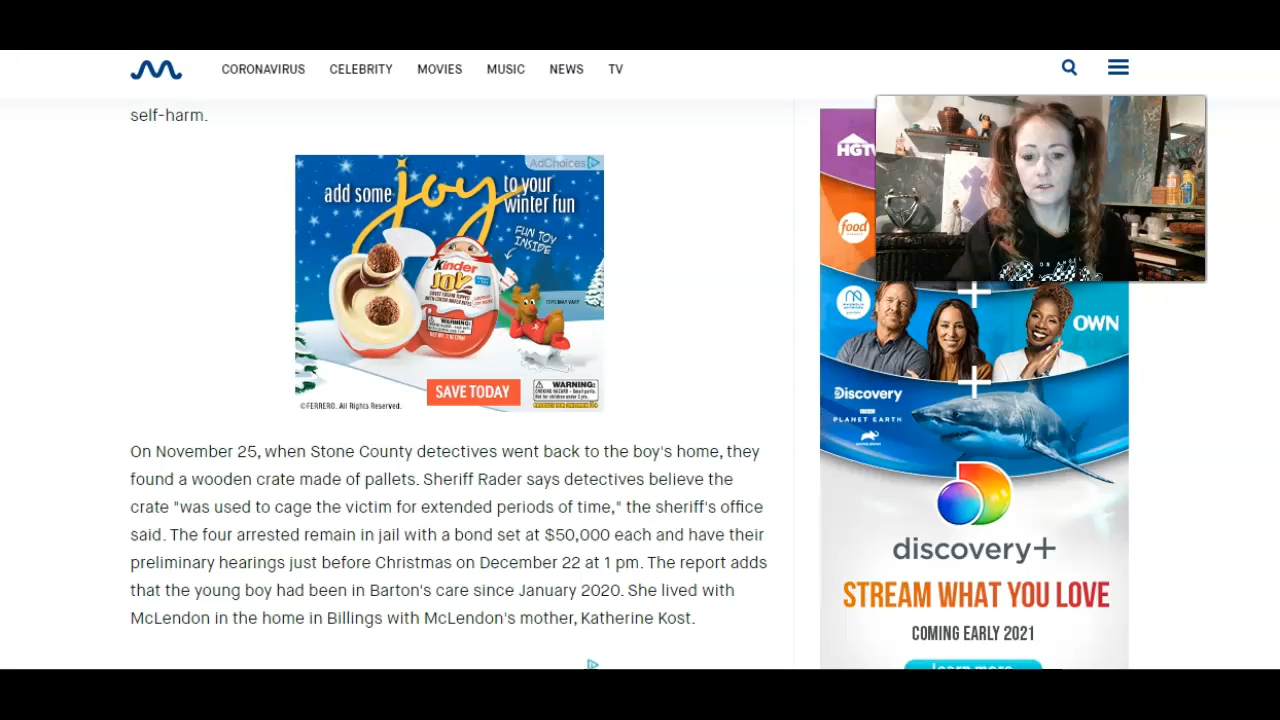 CORONAVIRUS CELEBRITY MOVIES MUSIC NEWS TV
self-harm.
AdChoices
add some joy to your
winter fun
FUN TOY
INSIDE
Kinder
JOY
WARNING:
SAVE TODAY
WARNING:
©FERRERO. All Rights Reserved.
On November 25, when Stone County detectives went back to the boy's home, they
found a wooden crate made of pallets. Sheriff Rader says detectives believe the
crate "was used to cage the victim for extended periods of time," the sheriff's office
said. The four arrested remain in jail with a bond set at $50,000 each and have their
preliminary hearings just before Christmas on December 22 at 1 pm. The report adds
that the young boy had been in Barton's care since January 2020. She lived with
McLendon in the home in Billings with McLendon's mother, Katherine Kost.
HGTV
food
OWN
Discovery
PLANET EARTH
discovery+
STREAM WHAT YOU LOVE
COMING EARLY 2021
learn more